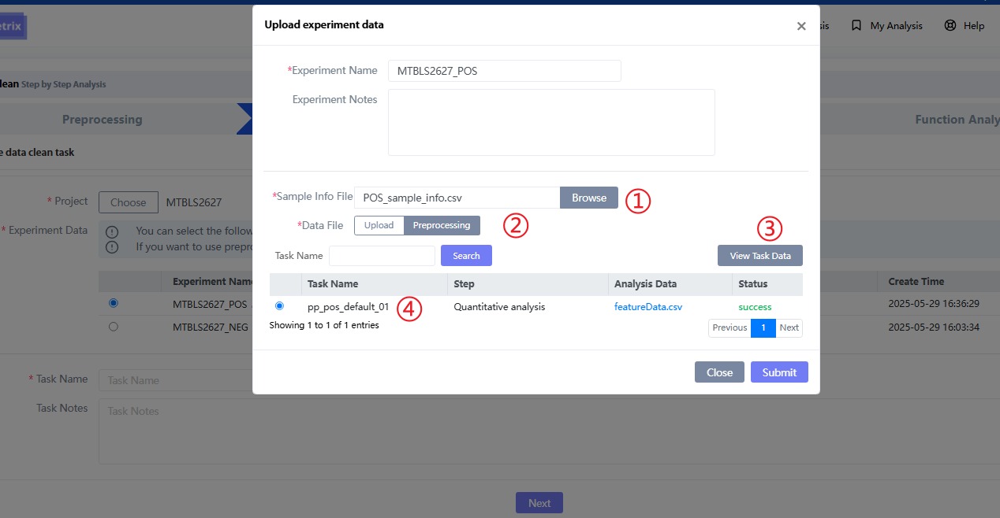 Upload experiment data
×
etrix
sis
My Analysis
Help
*Experiment Name
MTBLS2627_POS
Experiment Notes
lean Step by Step Analysis
Preprocessing
Function Analy
e data clean task
*Sample Info File
POS_sample_info.csv
Browse
①
*Data File
Upload
Preprocessing
②
③
Task Name
Search
View Task Data
Task Name
Step
Analysis Data
Status
pp_pos_default_01
④
Quantitative analysis
featureData.csv
success
Showing 1 to 1 of 1 entries
Previous
1
Next
Close
Submit
* Project
Choose
MTBLS2627
* Experiment Data
You can select the follow
If you want to use prepro
Experiment Name
Create Time
MTBLS2627_POS
2025-05-29 16:36:29
MTBLS2627_NEG
2025-05-29 16:03:34
* Task Name
Task Name
Task Notes
Task Notes
Next